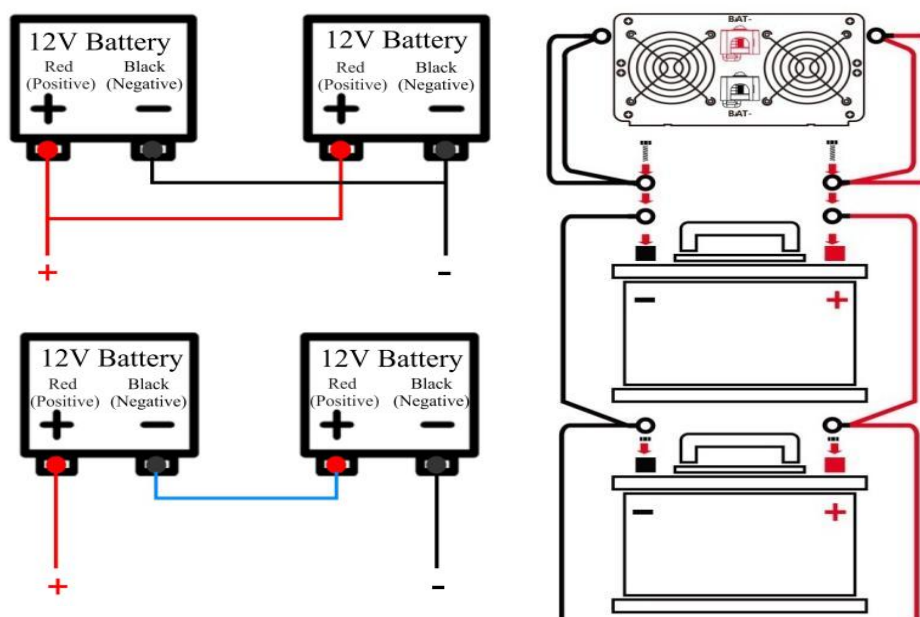 12V Battery
Red
(Positive)
Black
(Negative)
+
-
12V Battery
Red
(Positive)
Black
(Negative)
+
-
+
-
12V Battery
Red
(Positive)
Black
(Negative)
+
-
12V Battery
Red
(Positive)
Black
(Negative)
+
-
+
-
BAT-
BAT-
-
+
-
+